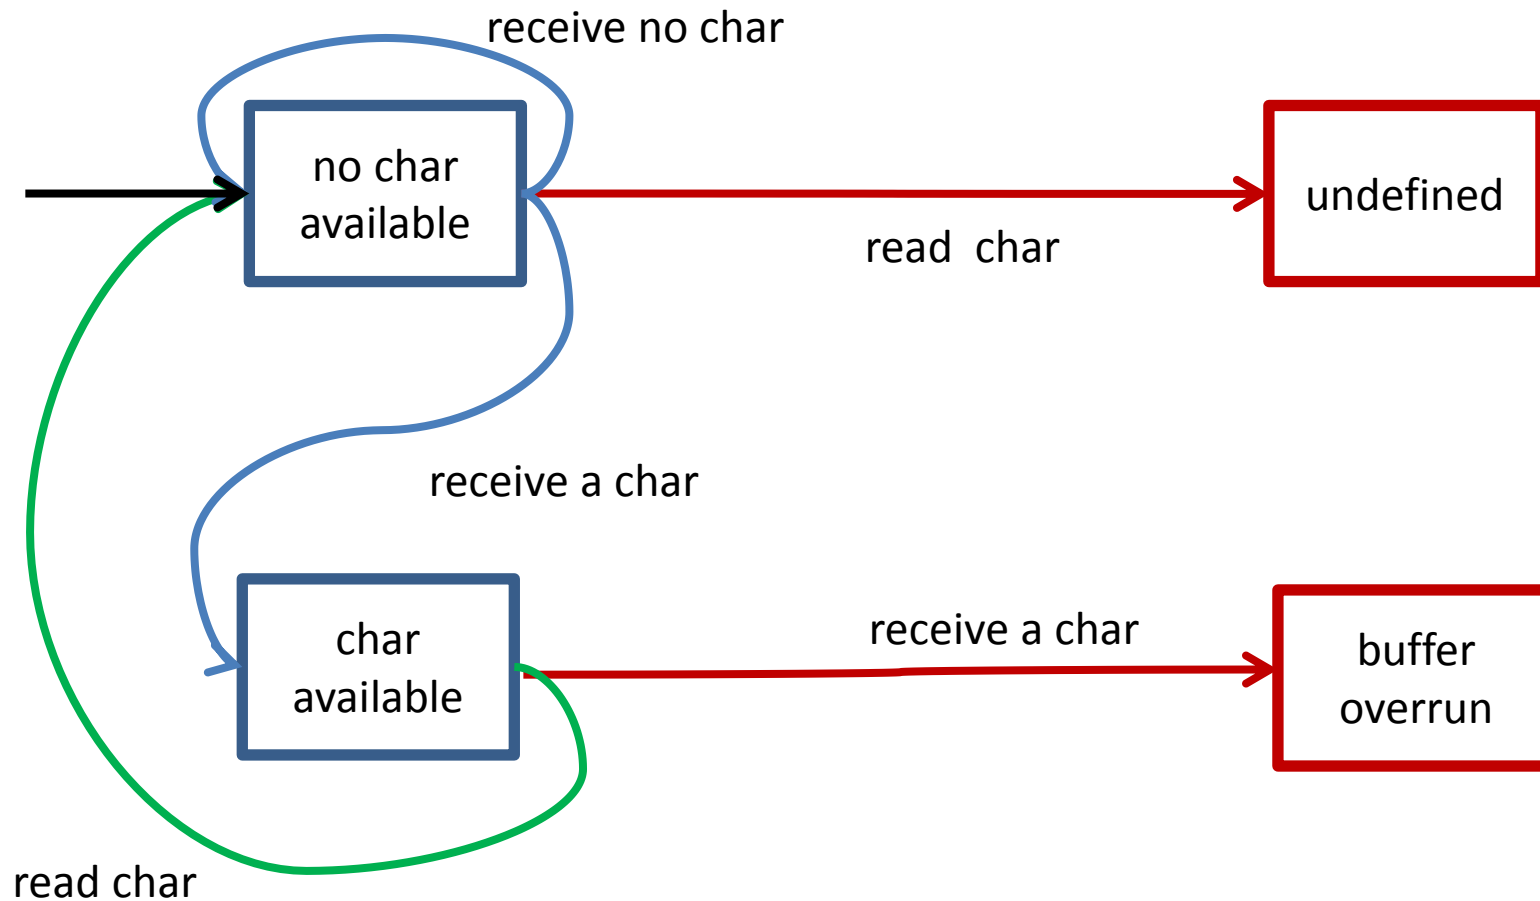 receive no char
no char
available
undefined
read  char
receive a char
char
available
receive a char
buffer
overrun
read char